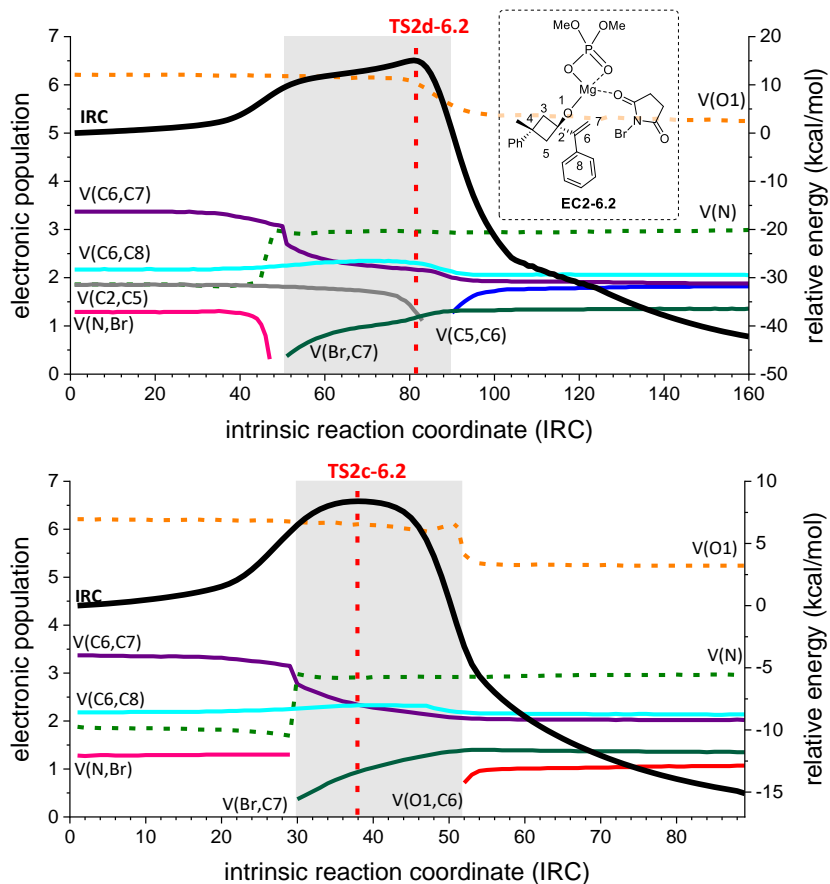 TS2d-6.2
7
6
5
4
3
2
1
0
electronic population
20
10
0
-10
-20
-30
-40
-50
relative energy (kcal/mol)
IRC
V(O1)
V(C6,C7)
V(N)
V(C6,C8)
V(C2,C5)
V(N,Br)
V(Br,C7)
V(C5,C6)
MeO OMe
P
O O
Mg
1
O O
3
4 7
N
2 6
Ph Br O
5
8
EC2-6.2
0 20 40 60 80 100 120 140 160
intrinsic reaction coordinate (IRC)
TS2c-6.2
7
6
5
4
3
2
1
0
electronic population
10
5
0
-5
-10
-15
relative energy (kcal/mol)
V(O1)
IRC
V(C6,C7)
V(N)
V(C6,C8)
V(N,Br)
V(Br,C7)
V(O1,C6)
0 10 20 30 40 50 60 70 80
intrinsic reaction coordinate (IRC)